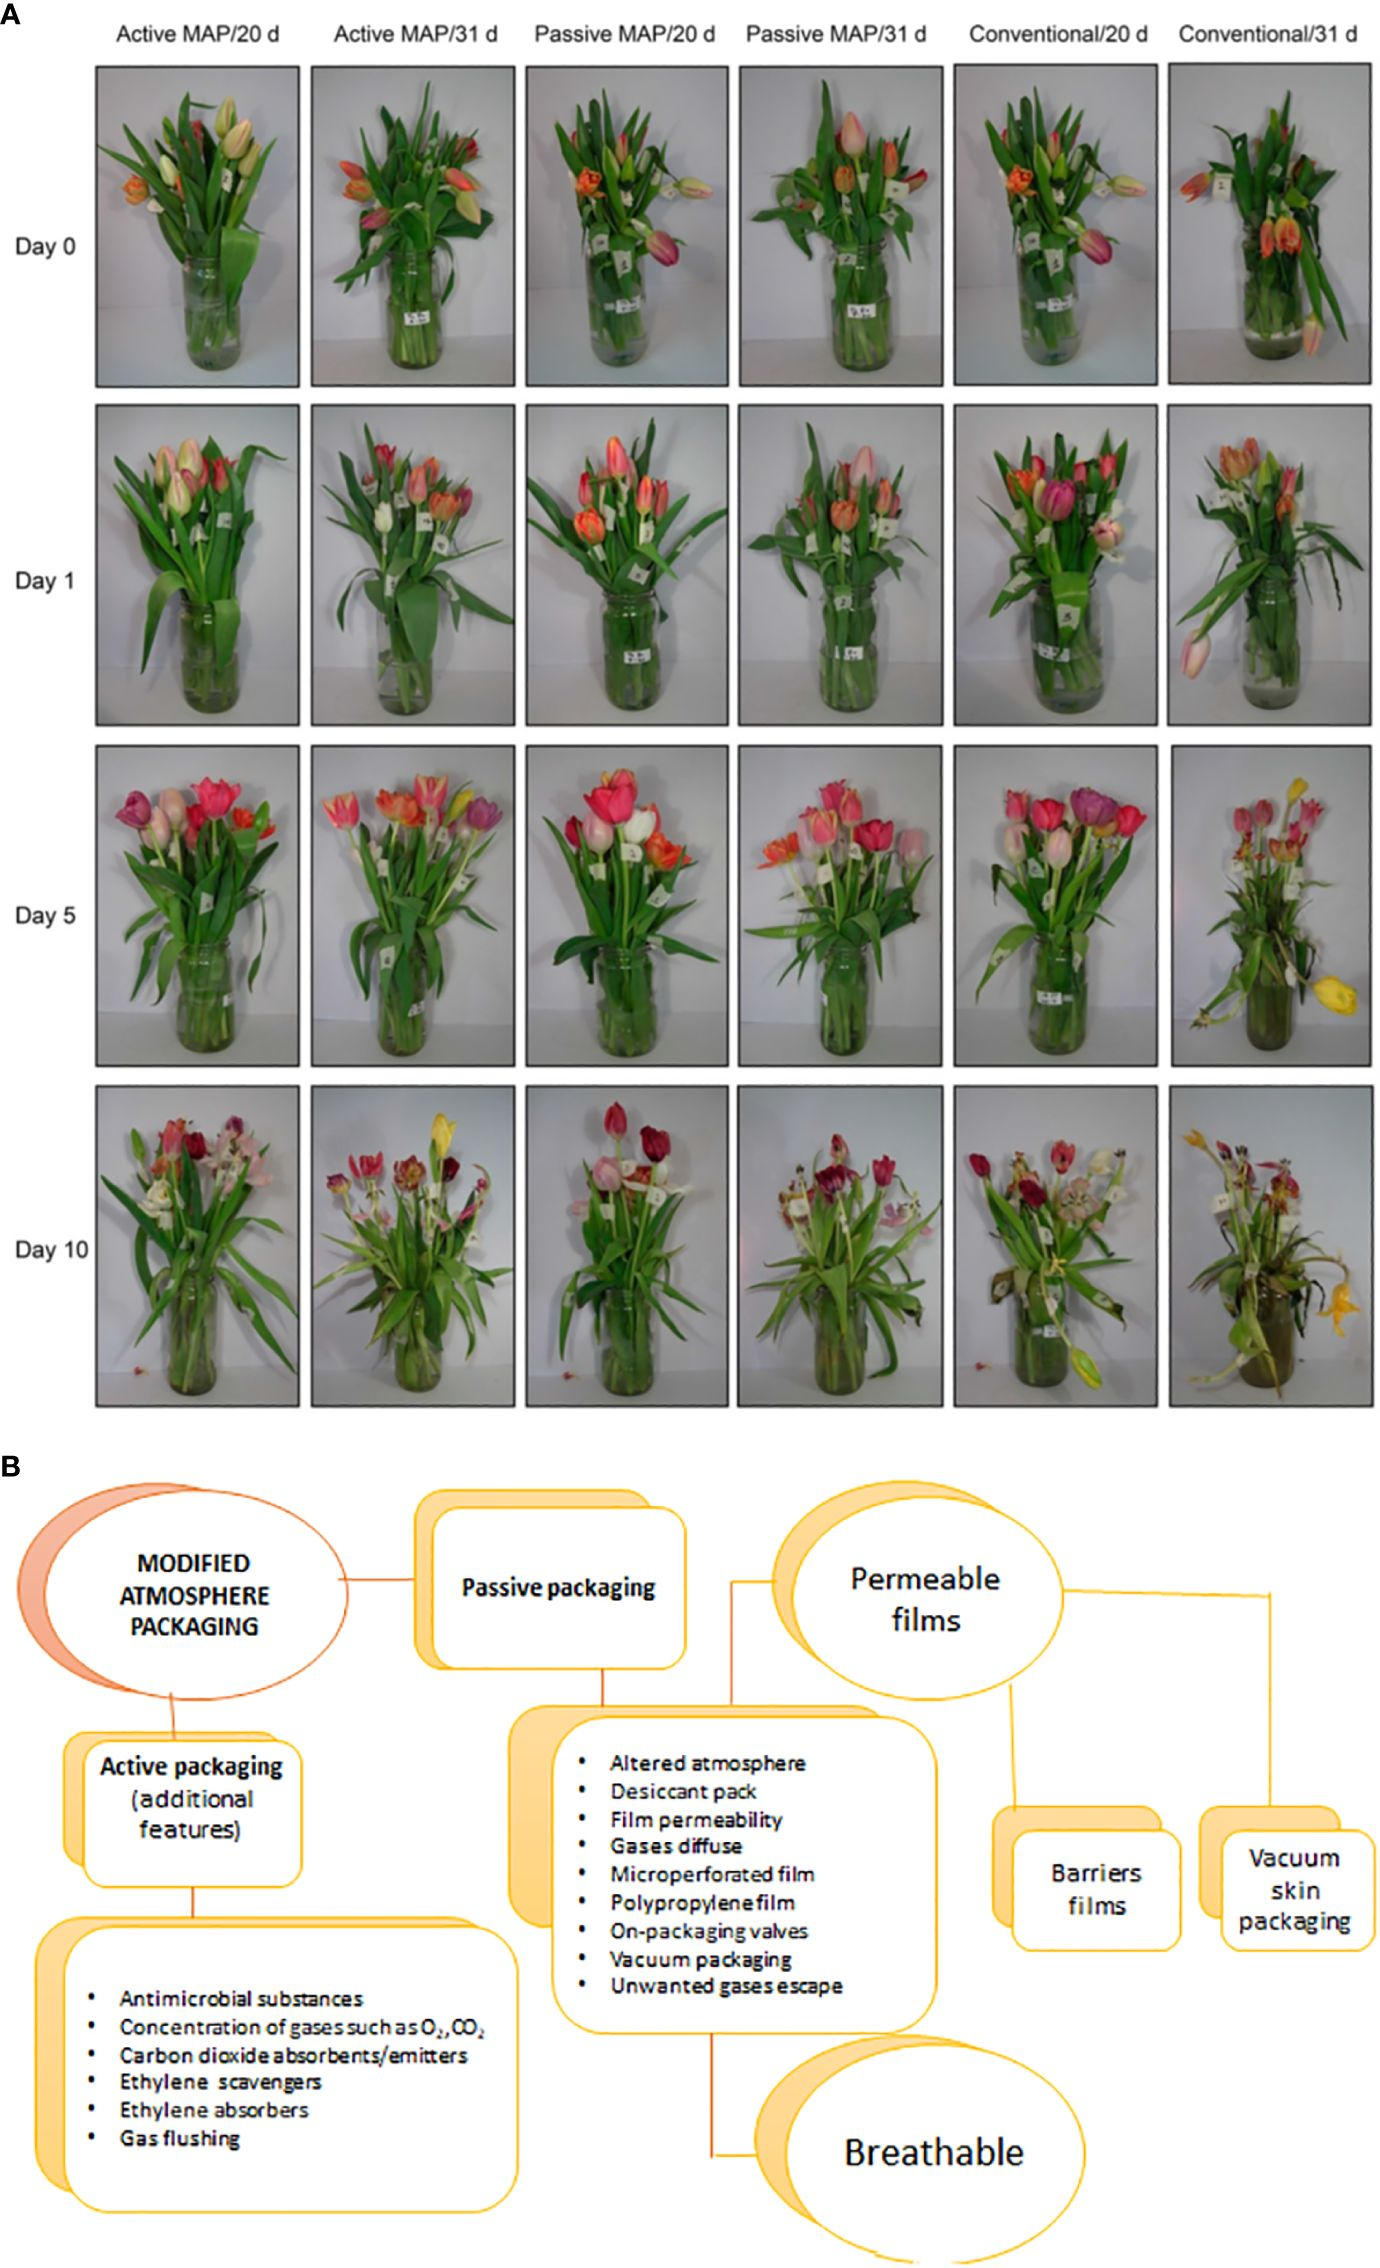 A
Active MAP/20 d
Active MAP/31 d
Passive MAP/20 d
Passive MAP/31 d
Conventional/20 d
Conventional/31 d
Day 0
Day 1
Day 5
Day 10
B
MODIFIED
ATMOSPHERE
PACKAGING
Passive packaging
Permeable
films
Active packaging
(additional
features)
• Altered atmosphere
• Desiccant pack
• Film permeability
• Gases diffuse
• Microperforated film
• Polypropylene film
• On-packaging valves
• Vacuum packaging
• Unwanted gases escape
Barriers
films
Vacuum
skin
packaging
• Antimicrobial substances
• Concentration of gases such as O₂,CO₂
• Carbon dioxide absorbents/emitters
• Ethylene scavengers
• Ethylene absorbers
• Gas flushing
Breathable